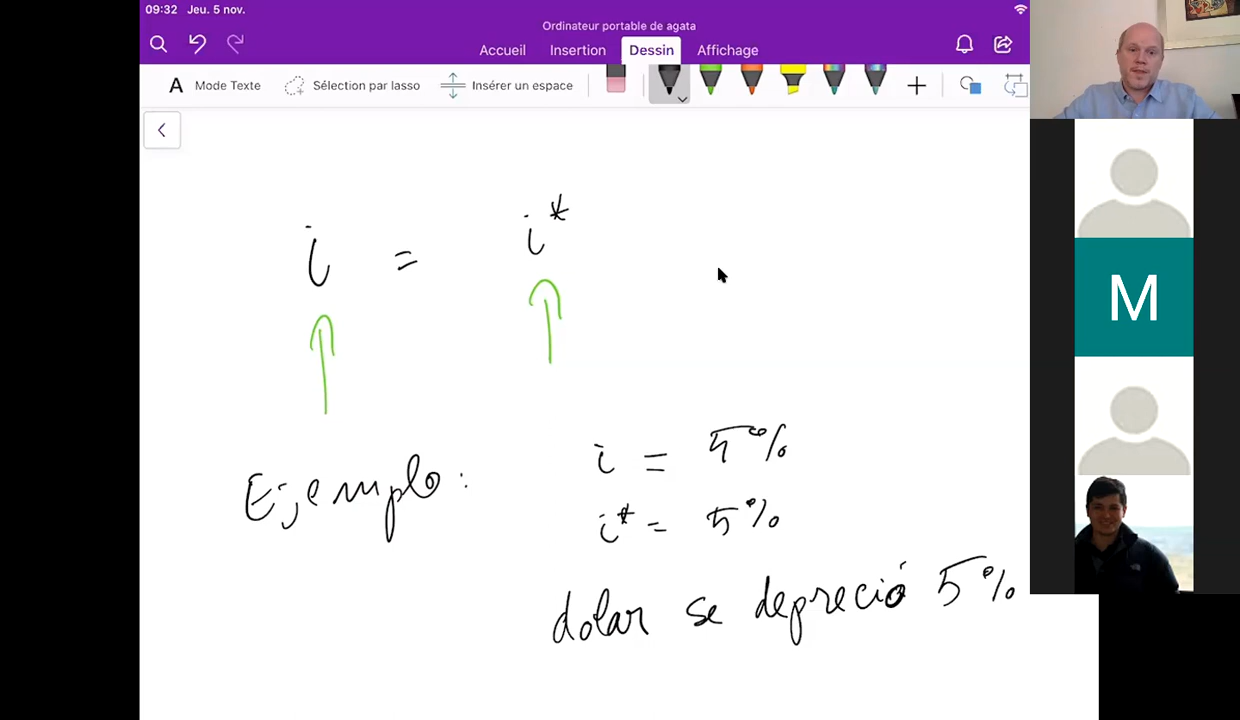 09:32 Jeu. 5 nov.
Ordinateur portable de agata
Accueil Insertion Dessin Affichage
A Mode Texte Sélection par lasso Insérer un espace
M
i = i*
Ejemplo:
i = 5%
i* = 5%
dolar se depreció 5%